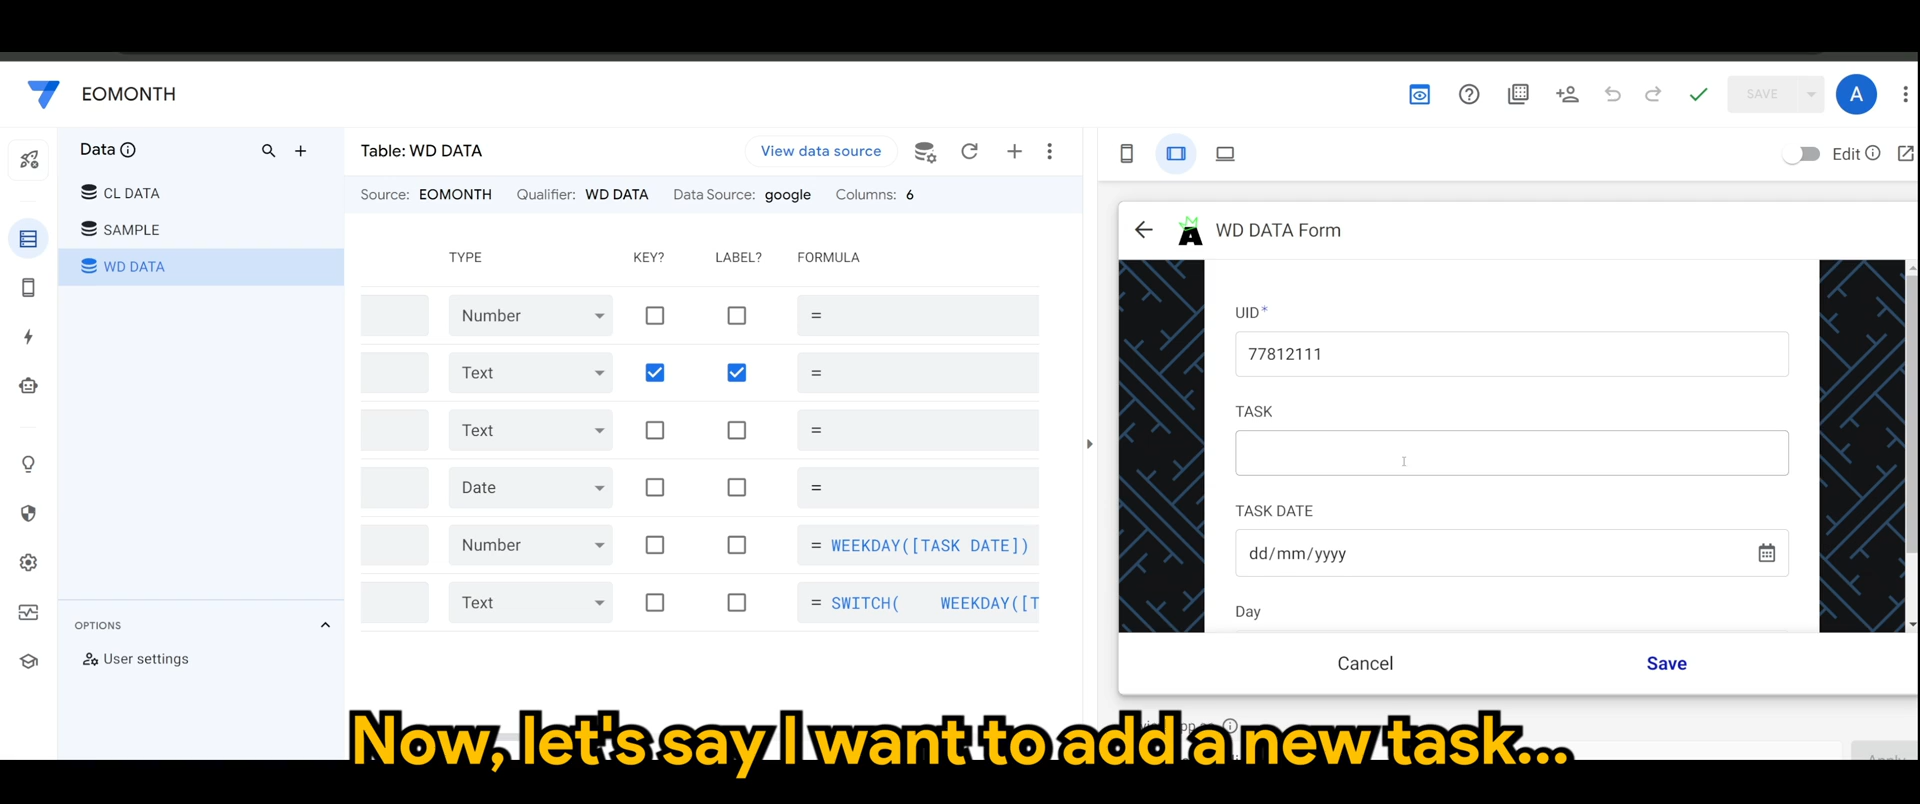 EOMONTH
SAVE
A
Data
CL DATA
SAMPLE
WD DATA
OPTIONS
User settings
Table: WD DATA
View data source
Source: EOMONTH Qualifier: WD DATA Data Source: google Columns: 6
TYPE KEY? LABEL? FORMULA
Number =
Text =
Text =
Date =
Number = WEEKDAY([TASK DATE])
Text = SWITCH( WEEKDAY([T
Edit
WD DATA Form
UID*
77812111
TASK
TASK DATE
dd/mm/yyyy
Day
Cancel Save
Now, let's say I want to add a new task...